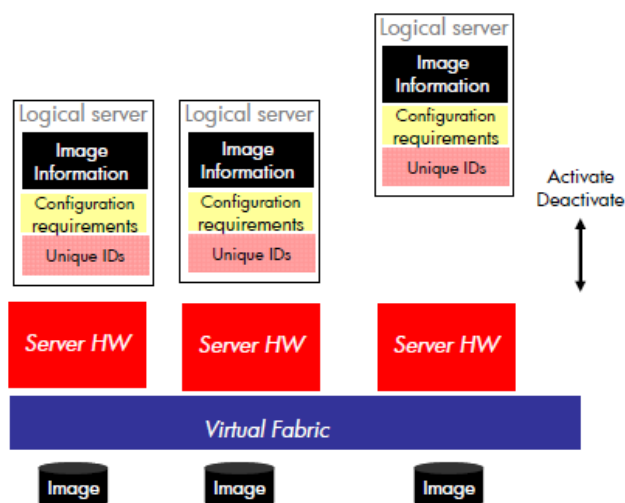 Logical server
Image
Information
Configuration
requirements
Unique IDs
Logical server
Image
Information
Configuration
requirements
Unique IDs
Logical server
Image
Information
Configuration
requirements
Unique IDs
Activate
Deactivate
Server HW
Server HW
Server HW
Virtual Fabric
Image
Image
Image